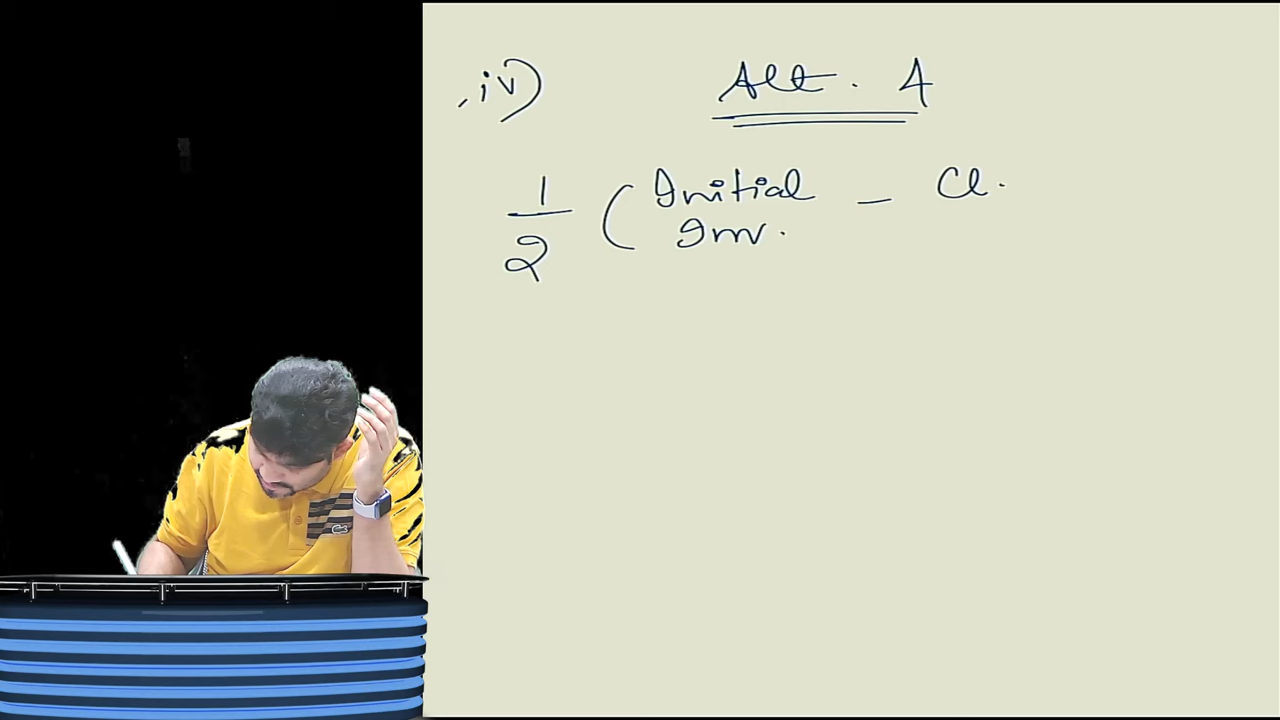 iv) Alt. 4
1/2 ( Initial Inv. - Cl.